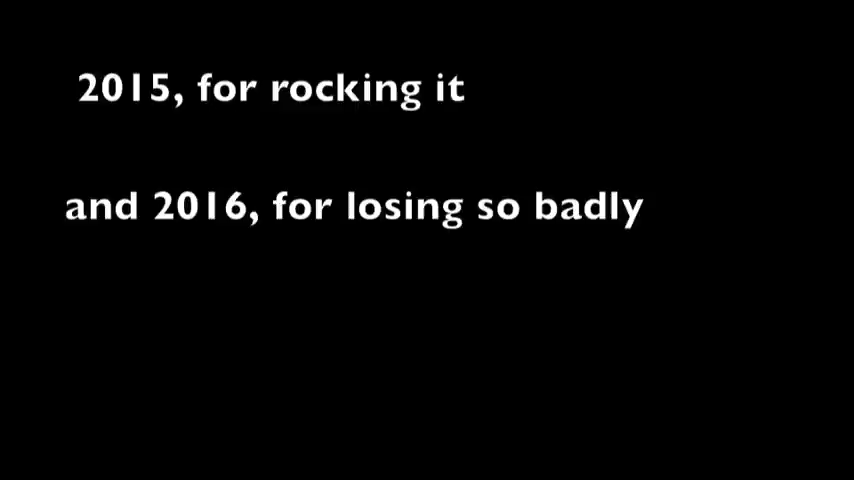 2015, for rocking it
and 2016, for losing so badly